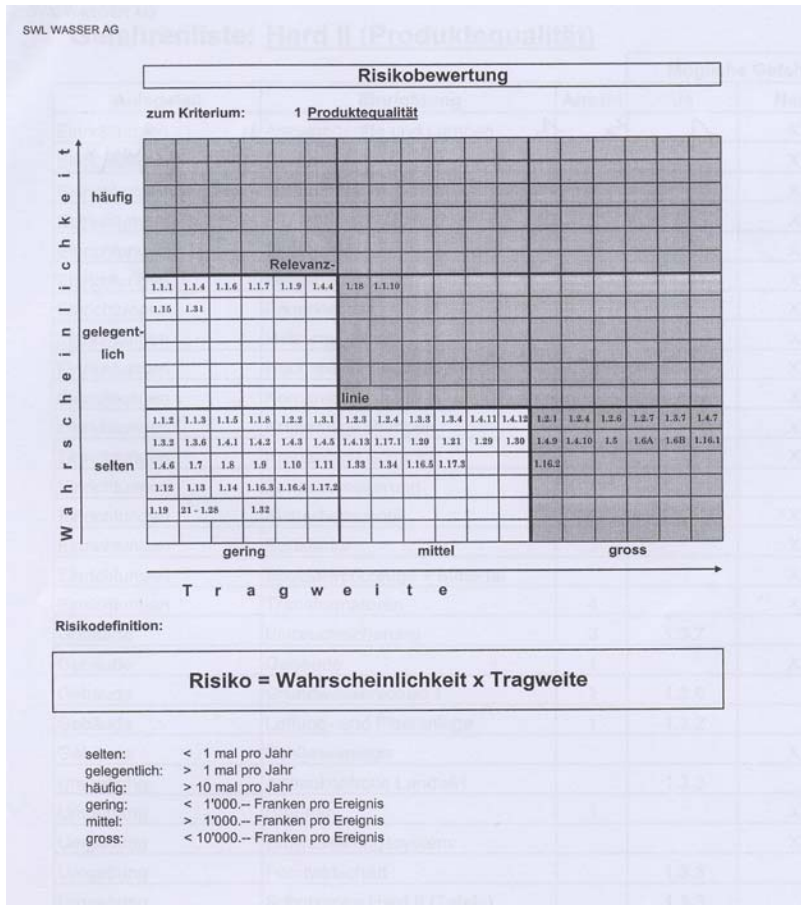 SWL WASSER AG
Gefahrenliste: Hard II (Produktequalität)
Risikobewertung
zum Kriterium: 1 Produktequalität
Wahrscheinlichkeit
häufig
Relevanz-
1.1.1 1.1.4 1.1.6 1.1.7 1.1.9 1.4.4 1.18 1.1.10
1.15 1.31
gelegent-
lich
linie
1.1.2 1.1.3 1.1.5 1.1.8 1.2.2 1.3.1 1.2.3 1.2.4 1.3.3 1.3.4 1.4.11 1.4.12 1.2.1 1.2.4 1.2.6 1.2.7 1.3.7 1.4.7
1.3.2 1.3.6 1.4.1 1.4.2 1.4.3 1.4.5 1.4.13 1.17.1 1.20 1.21 1.29 1.30 1.4.9 1.4.10 1.5 1.6A 1.6B 1.16.1
selten 1.4.6 1.7 1.8 1.9 1.10 1.11 1.33 1.34 1.16.5 1.17.3 1.16.2
1.12 1.13 1.14 1.16.3 1.16.4 1.17.2
1.19 21 - 1.28 1.32
gering mittel gross
Tragweite
Risikodefinition:
Risiko = Wahrscheinlichkeit x Tragweite
selten: < 1 mal pro Jahr
gelegentlich: > 1 mal pro Jahr
häufig: > 10 mal pro Jahr
gering: < 1'000.-- Franken pro Ereignis
mittel: > 1'000.-- Franken pro Ereignis
gross: < 10'000.-- Franken pro Ereignis